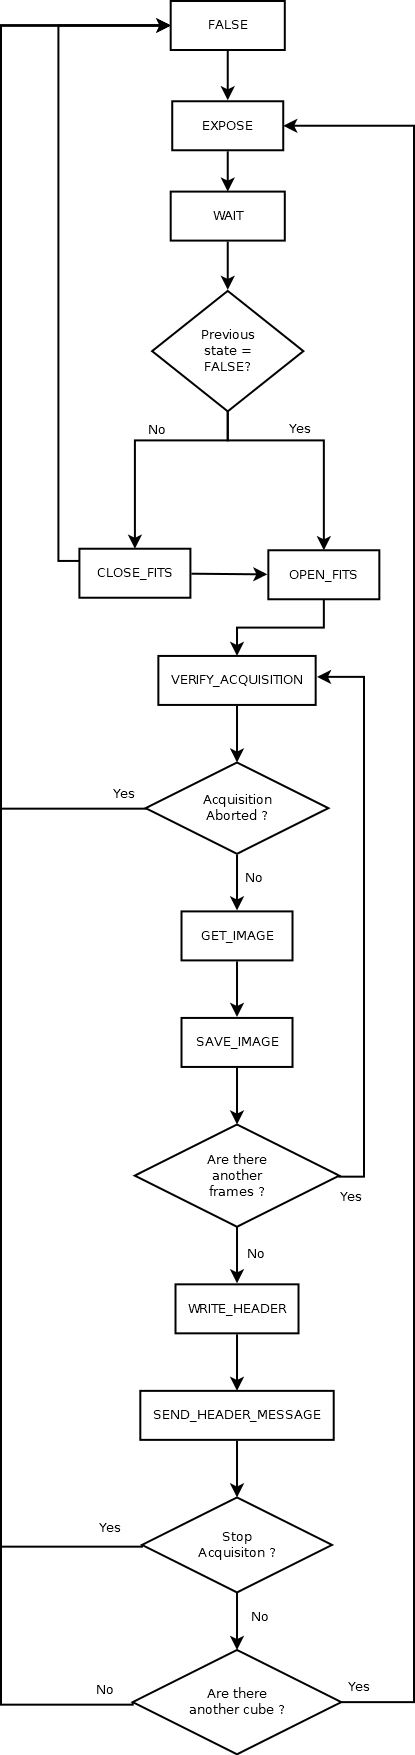 FALSE
EXPOSE
WAIT
Previous
state =
FALSE?
No
Yes
CLOSE_FITS
OPEN_FITS
VERIFY_ACQUISITION
Yes
Acquisition
Aborted ?
No
GET_IMAGE
SAVE_IMAGE
Are there
another
frames ?
Yes
No
WRITE_HEADER
SEND_HEADER_MESSAGE
Yes
Stop
Acquisiton ?
No
No
Are there
another cube ?
Yes